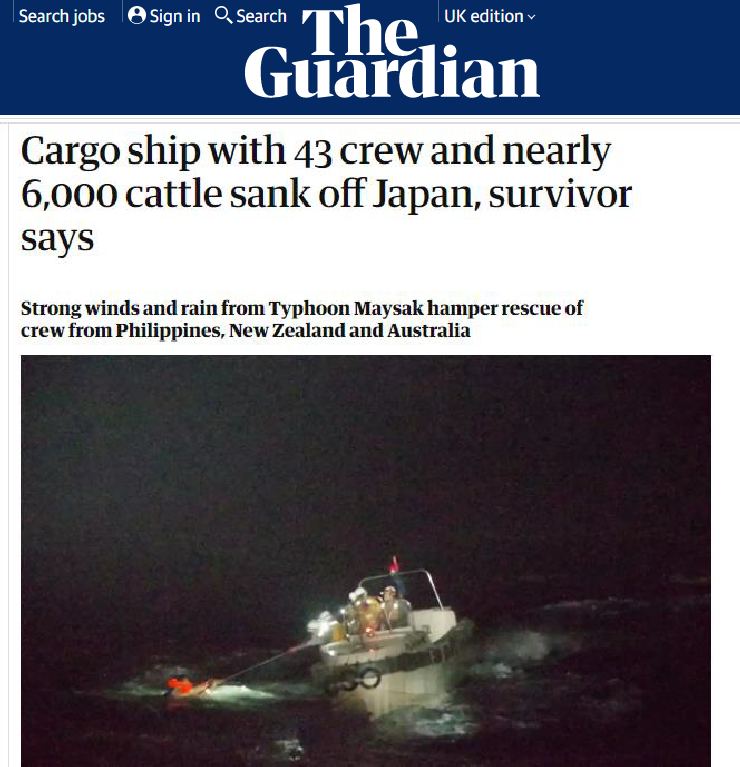 Search jobs
Sign in
Search
UK edition
The
Guardian
Cargo ship with 43 crew and nearly
6,000 cattle sank off Japan, survivor
says
Strong winds and rain from Typhoon Maysak hamper rescue of
crew from Philippines, New Zealand and Australia